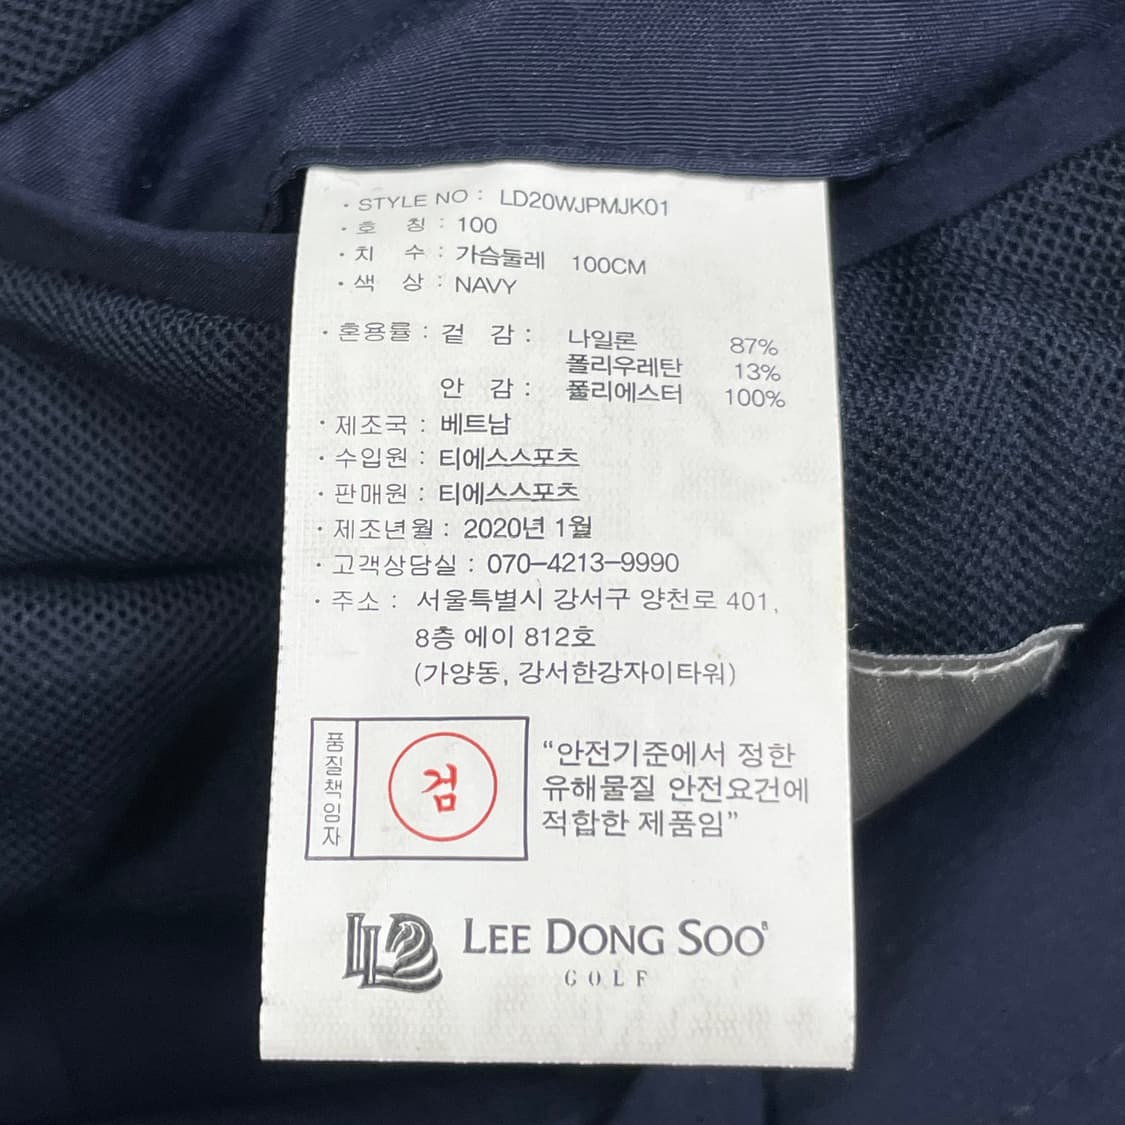 · STYLE NO : LD20WJPMJK01
· 호 칭 : 100
· 치 수 : 가슴둘레 100CM
· 색 상 : NAVY
· 혼용률 : 겉 감 : 나일론 87%
폴리우레탄 13%
안 감 : 폴리에스터 100%
· 제조국 : 베트남
· 수입원 : 티에스스포츠
· 판매원 : 티에스스포츠
· 제조년월 : 2020년 1월
· 고객상담실 : 070-4213-9990
· 주소 : 서울특별시 강서구 양천로 401,
8층 에이 812호
(가양동, 강서한강자이타워)
품질책임자
검
“안전기준에서 정한
유해물질 안전요건에
적합한 제품임”
LD
LEE DONG SOO®
GOLF